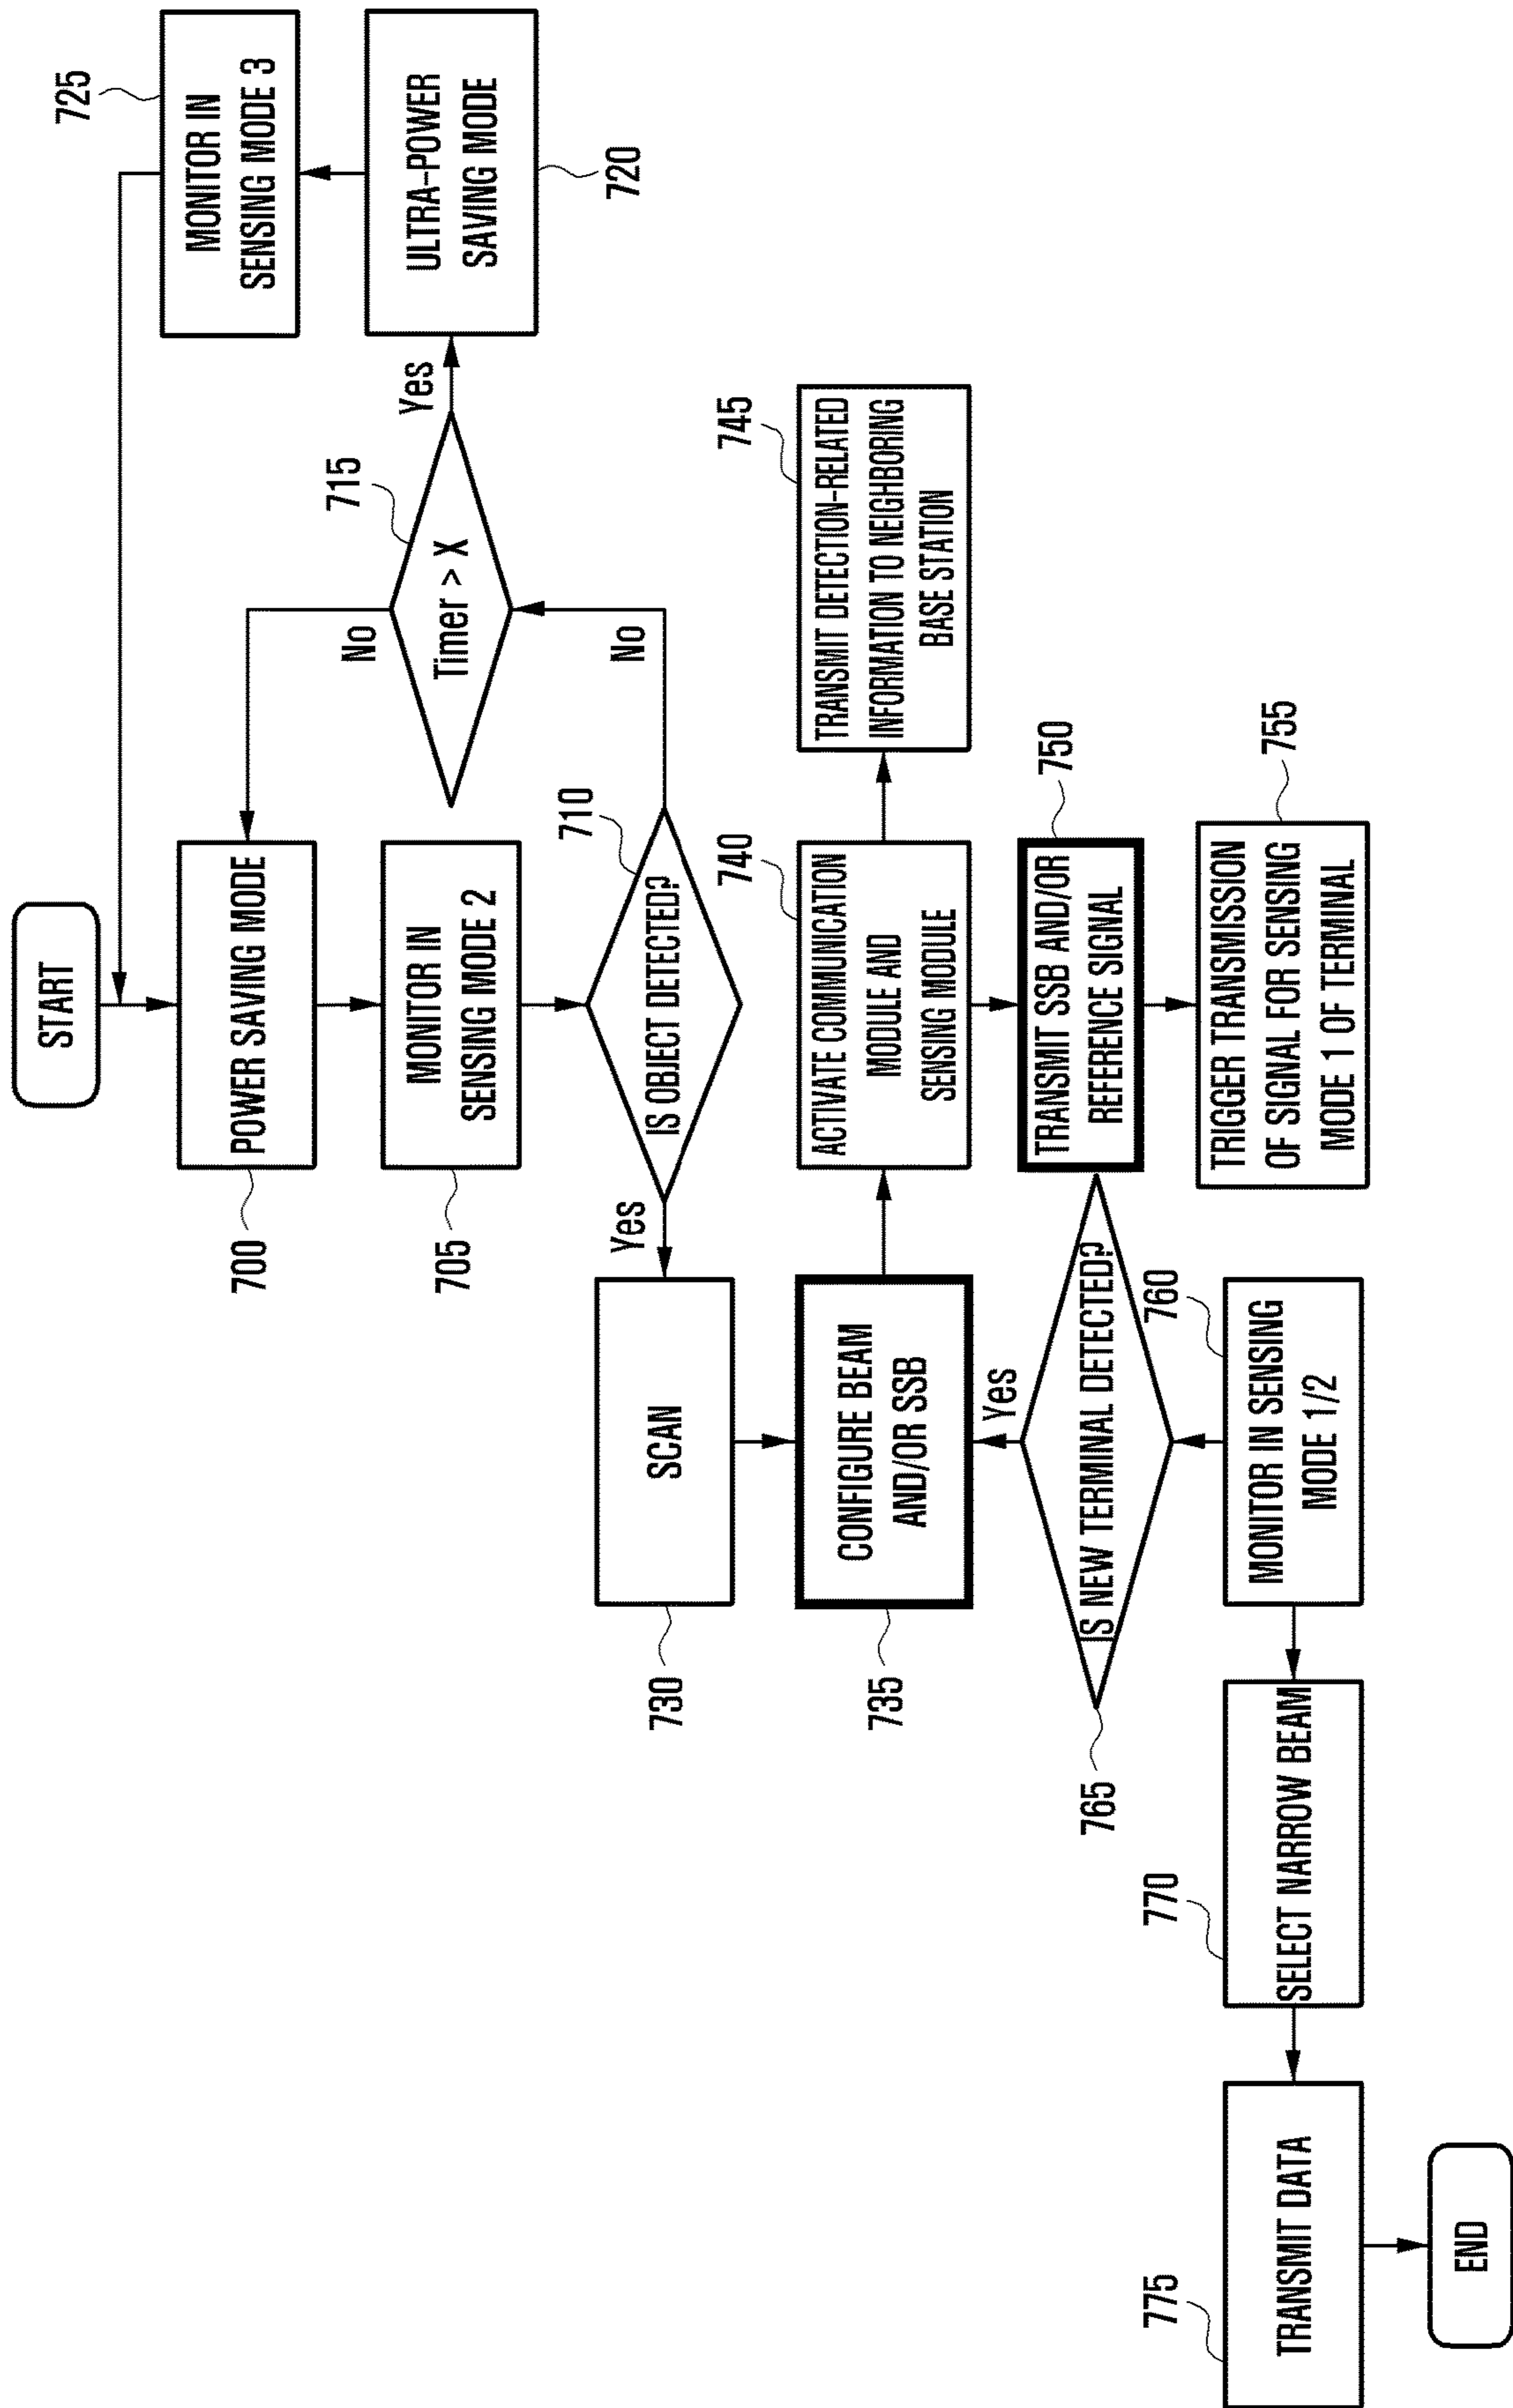 START
POWER SAVING MODE
700
MONITOR IN
SENSING MODE 2
705
IS OBJECT DETECTED?
710
No
Yes
Timer > X
715
No
Yes
ULTRA-POWER
SAVING MODE
720
MONITOR IN
SENSING MODE 3
725
SCAN
730
CONFIGURE BEAM
AND/OR SSB
735
ACTIVATE COMMUNICATION
MODULE AND
SENSING MODULE
740
TRANSMIT DETECTION-RELATED
INFORMATION TO NEIGHBORING
BASE STATION
745
TRANSMIT SSB AND/OR
REFERENCE SIGNAL
750
TRIGGER TRANSMISSION
OF SIGNAL FOR SENSING
MODE 1 OF TERMINAL
755
IS NEW TERMINAL DETECTED?
765
Yes
MONITOR IN SENSING
MODE 1/2
760
SELECT NARROW BEAM
770
TRANSMIT DATA
775
END